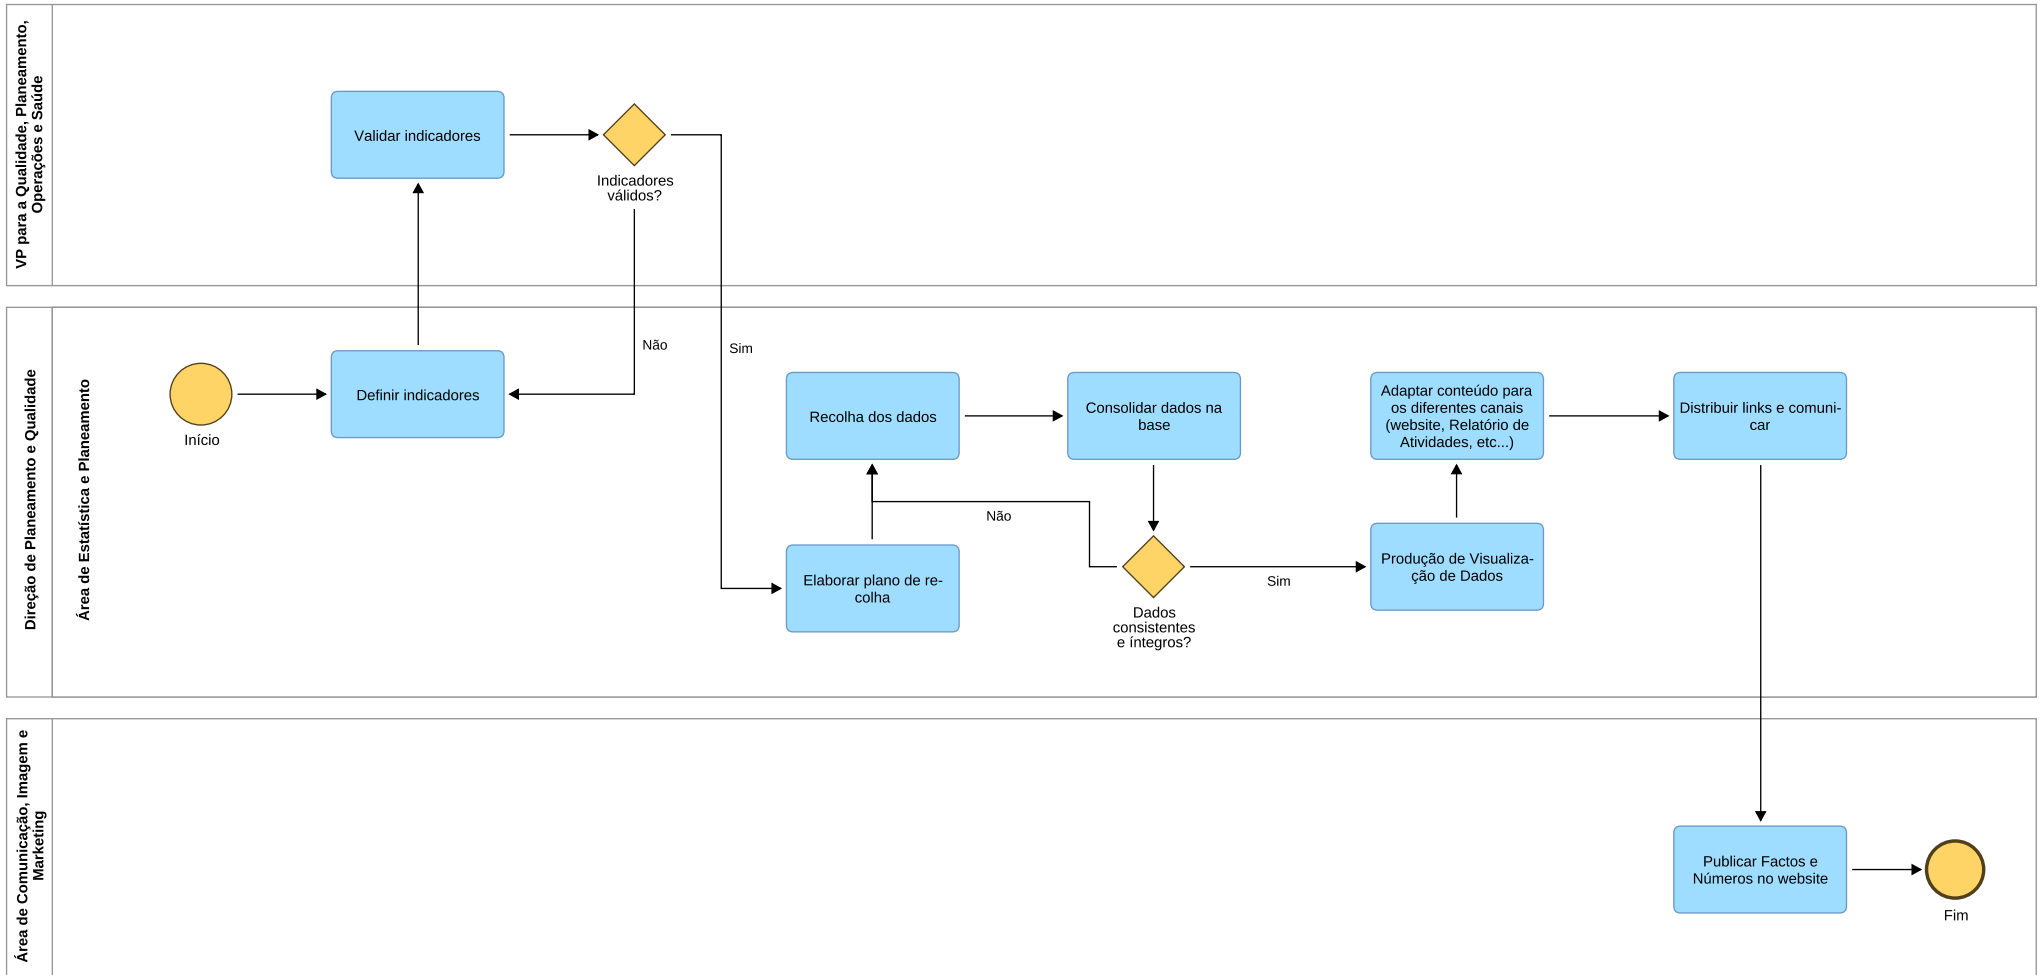 VP para a Qualidade, Planeamento,
Operações e Saúde
Validar indicadores
Indicadores
válidos?
Direção de Planeamento e Qualidade
Área de Estatística e Planeamento
Início
Definir indicadores
Não
Sim
Recolha dos dados
Consolidar dados na
base
Adaptar conteúdo para
os diferentes canais
(website, Relatório de
Atividades, etc...)
Distribuir links e comuni-
car
Não
Elaborar plano de re-
colha
Sim
Dados
consistentes
e íntegros?
Produção de Visualiza-
ção de Dados
Área de Comunicação, Imagem e
Marketing
Publicar Factos e
Números no website
Fim